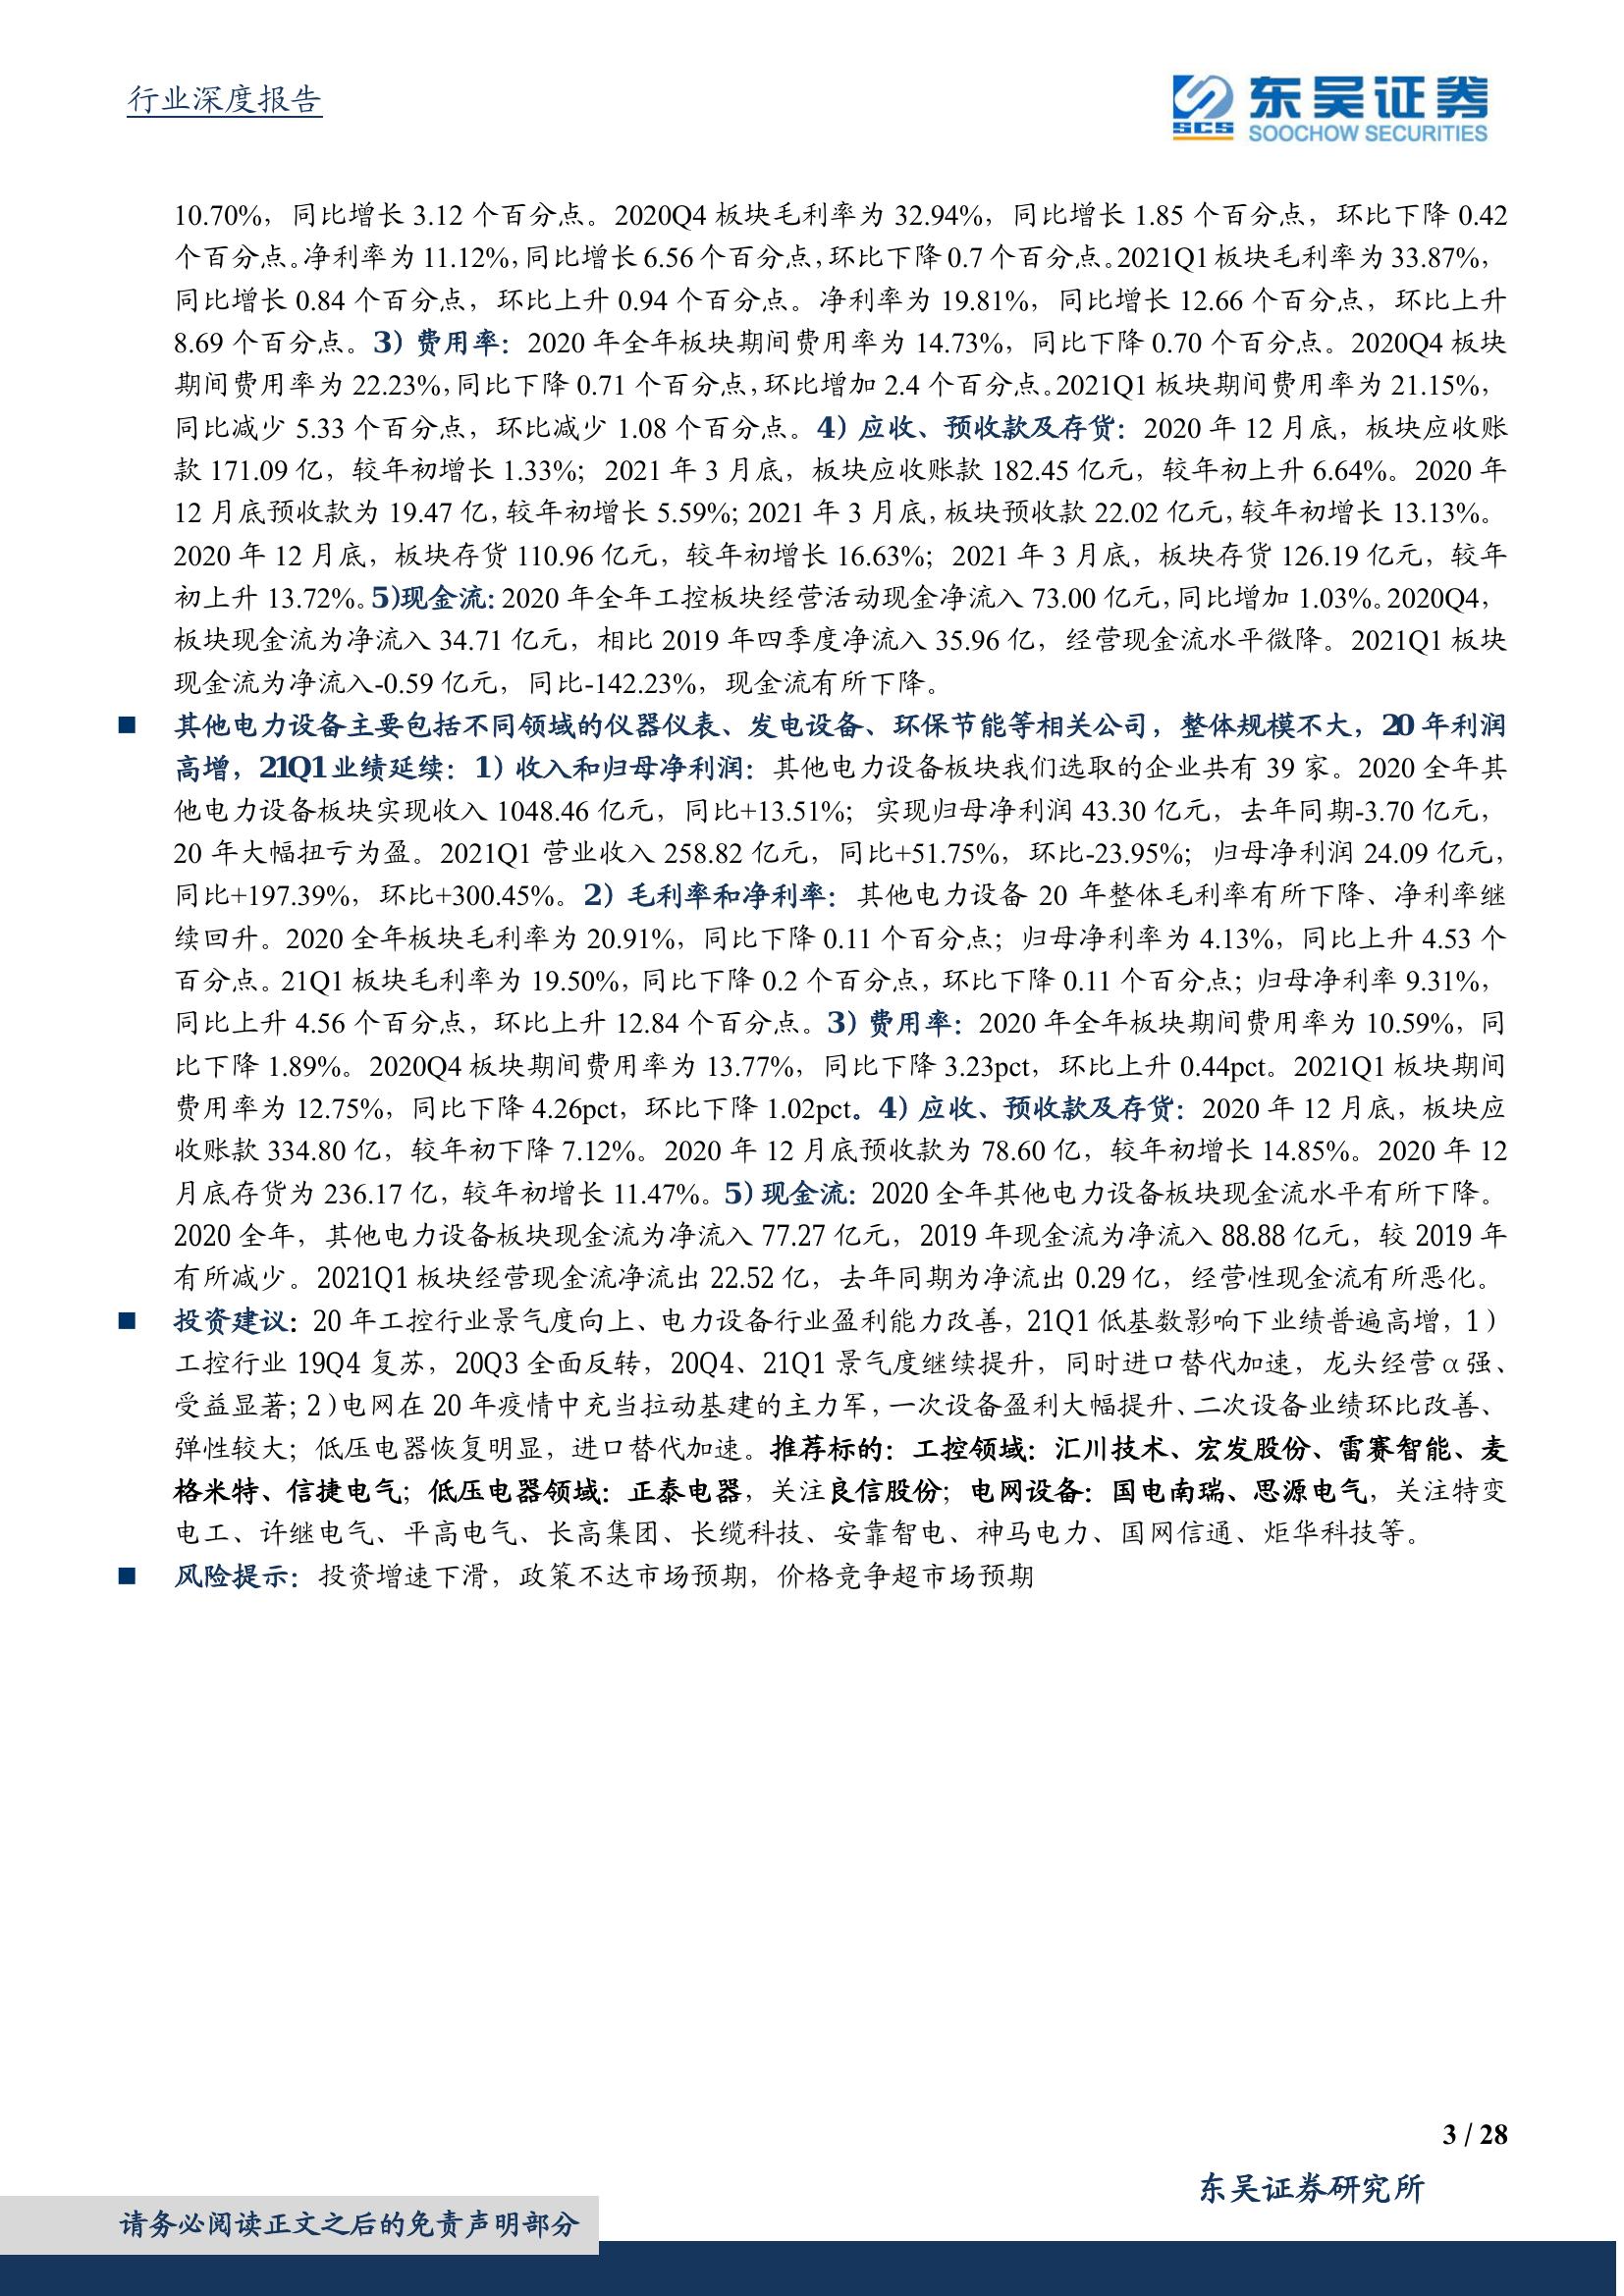 行业深度报告
SCS 东吴证券
SOOCHOW SECURITIES
10.70%，同比增长 3.12 个百分点。2020Q4 板块毛利率为 32.94%，同比增长 1.85 个百分点，环比下降 0.42
个百分点。净利率为 11.12%，同比增长 6.56 个百分点，环比下降 0.7 个百分点。2021Q1 板块毛利率为 33.87%，
同比增长 0.84 个百分点，环比上升 0.94 个百分点。净利率为 19.81%，同比增长 12.66 个百分点，环比上升
8.69 个百分点。3）费用率：2020 年全年板块期间费用率为 14.73%，同比下降 0.70 个百分点。2020Q4 板块
期间费用率为 22.23%，同比下降 0.71 个百分点，环比增加 2.4 个百分点。2021Q1 板块期间费用率为 21.15%，
同比减少 5.33 个百分点，环比减少 1.08 个百分点。4）应收、预收款及存货：2020 年 12 月底，板块应收账
款 171.09 亿，较年初增长 1.33%；2021 年 3 月底，板块应收账款 182.45 亿元，较年初上升 6.64%。2020 年
12 月底预收款为 19.47 亿，较年初增长 5.59%；2021 年 3 月底，板块预收款 22.02 亿元，较年初增长 13.13%。
2020 年 12 月底，板块存货 110.96 亿元，较年初增长 16.63%；2021 年 3 月底，板块存货 126.19 亿元，较年
初上升 13.72%。5）现金流：2020 年全年工控板块经营活动现金净流入 73.00 亿元，同比增加 1.03%。2020Q4，
板块现金流为净流入 34.71 亿元，相比 2019 年四季度净流入 35.96 亿，经营现金流水平微降。2021Q1 板块
现金流为净流入-0.59 亿元，同比-142.23%，现金流有所下降。
■ 其他电力设备主要包括不同领域的仪器仪表、发电设备、环保节能等相关公司，整体规模不大，20 年利润
高增，21Q1 业绩延续：1）收入和归母净利润：其他电力设备板块我们选取的企业共有 39 家。2020 全年其
他电力设备板块实现收入 1048.46 亿元，同比+13.51%；实现归母净利润 43.30 亿元，去年同期-3.70 亿元，
20 年大幅扭亏为盈。2021Q1 营业收入 258.82 亿元，同比+51.75%，环比-23.95%；归母净利润 24.09 亿元，
同比+197.39%，环比+300.45%。2）毛利率和净利率：其他电力设备 20 年整体毛利率有所下降、净利率继
续回升。2020 全年板块毛利率为 20.91%，同比下降 0.11 个百分点；归母净利率为 4.13%，同比上升 4.53 个
百分点。21Q1 板块毛利率为 19.50%，同比下降 0.2 个百分点，环比下降 0.11 个百分点；归母净利率 9.31%，
同比上升 4.56 个百分点，环比上升 12.84 个百分点。3）费用率：2020 年全年板块期间费用率为 10.59%，同
比下降 1.89%。2020Q4 板块期间费用率为 13.77%，同比下降 3.23pct，环比上升 0.44pct。2021Q1 板块期间
费用率为 12.75%，同比下降 4.26pct，环比下降 1.02pct。4）应收、预收款及存货：2020 年 12 月底，板块应
收账款 334.80 亿，较年初下降 7.12%。2020 年 12 月底预收款为 78.60 亿，较年初增长 14.85%。2020 年 12
月底存货为 236.17 亿，较年初增长 11.47%。5）现金流：2020 全年其他电力设备板块现金流水平有所下降。
2020 全年，其他电力设备板块现金流为净流入 77.27 亿元，2019 年现金流为净流入 88.88 亿元，较 2019 年
有所减少。2021Q1 板块经营现金流净流出 22.52 亿，去年同期为净流出 0.29 亿，经营性现金流有所恶化。
■ 投资建议：20 年工控行业景气度向上、电力设备行业盈利能力改善，21Q1 低基数影响下业绩普遍高增，1）
工控行业 19Q4 复苏，20Q3 全面反转，20Q4、21Q1 景气度继续提升，同时进口替代加速，龙头经营α强、
受益显著；2）电网在 20 年疫情中充当拉动基建的主力军，一次设备盈利大幅提升、二次设备业绩环比改善、
弹性较大；低压电器恢复明显，进口替代加速。推荐标的：工控领域：汇川技术、宏发股份、雷赛智能、麦
格米特、信捷电气；低压电器领域：正泰电器，关注良信股份；电网设备：国电南瑞、思源电气，关注特变
电工、许继电气、平高电气、长高集团、长缆科技、安靠智电、神马电力、国网信通、炬华科技等。
■ 风险提示：投资增速下滑，政策不达市场预期，价格竞争超市场预期
3 / 28
东吴证券研究所
请务必阅读正文之后的免责声明部分